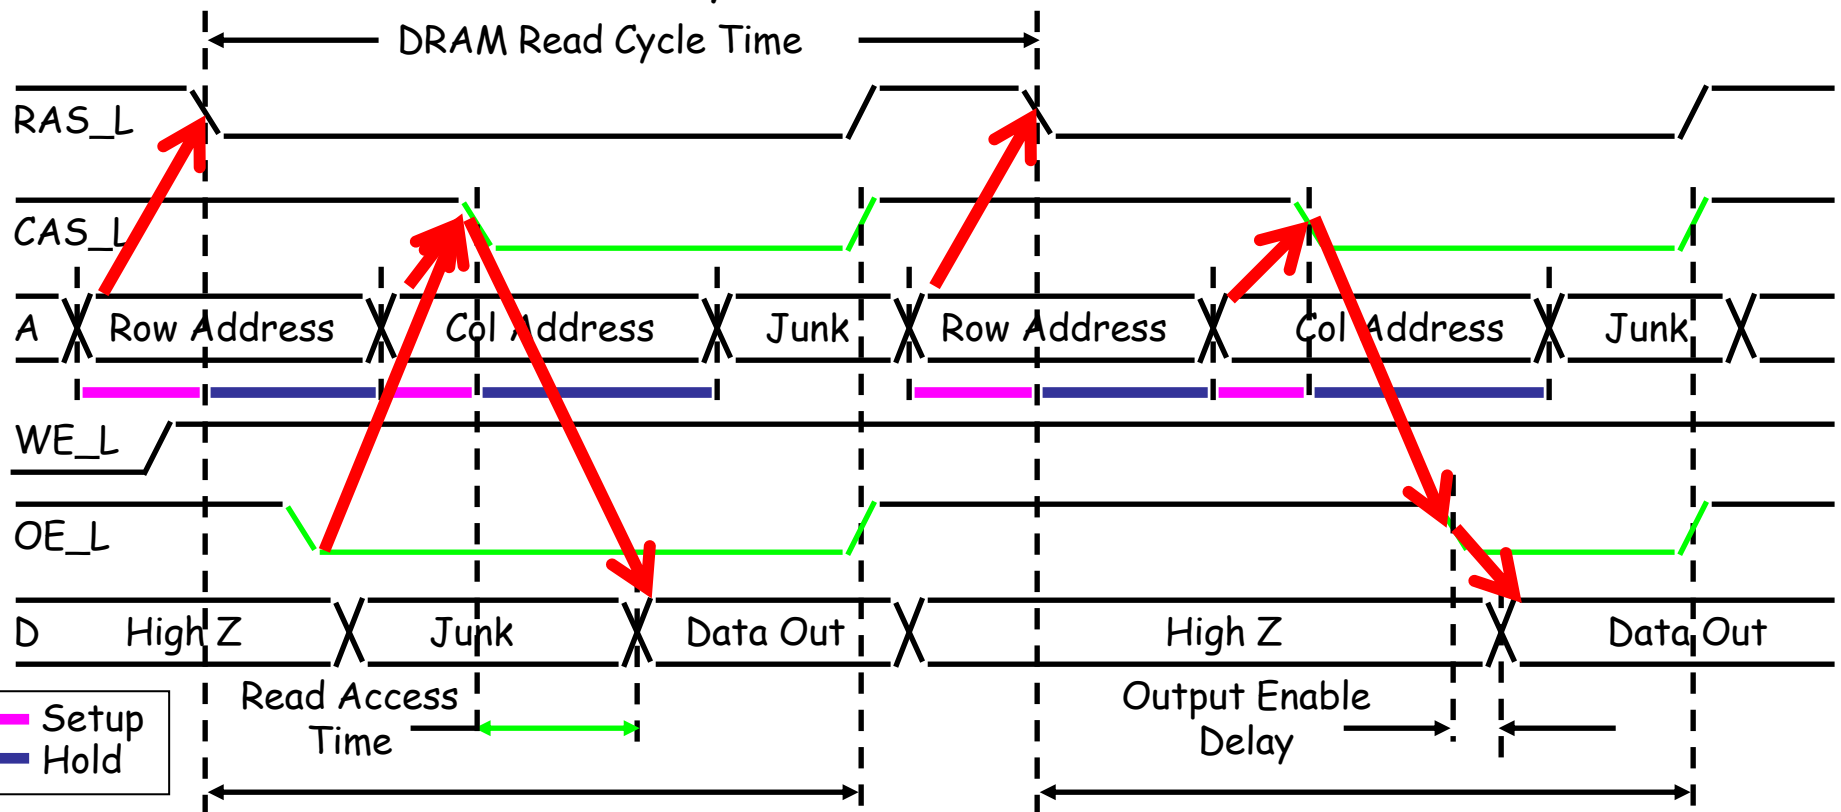 DRAM Read Cycle Time
RAS_L
CAS_L
A Row Address Col Address Junk Row Address Col Address Junk
WE_L
OE_L
D High Z Junk Data Out High Z Data Out
Read Access
Time
Output Enable
Delay
Setup
Hold